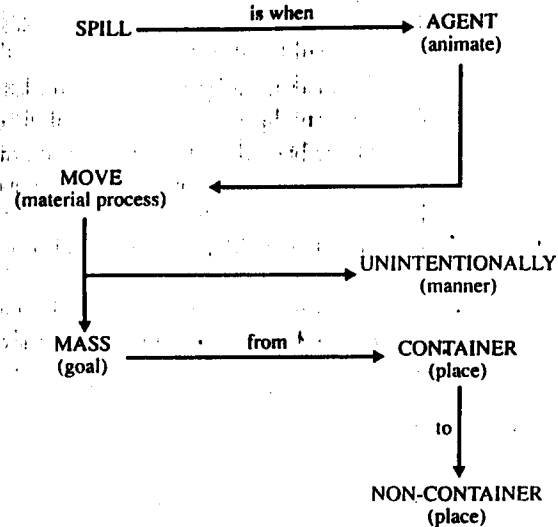 SPILL
is when
AGENT
(animate)
MOVE
(material process)
UNINTENTIONALLY
(manner)
MASS
(goal)
from
CONTAINER
(place)
to
NON-CONTAINER
(place)